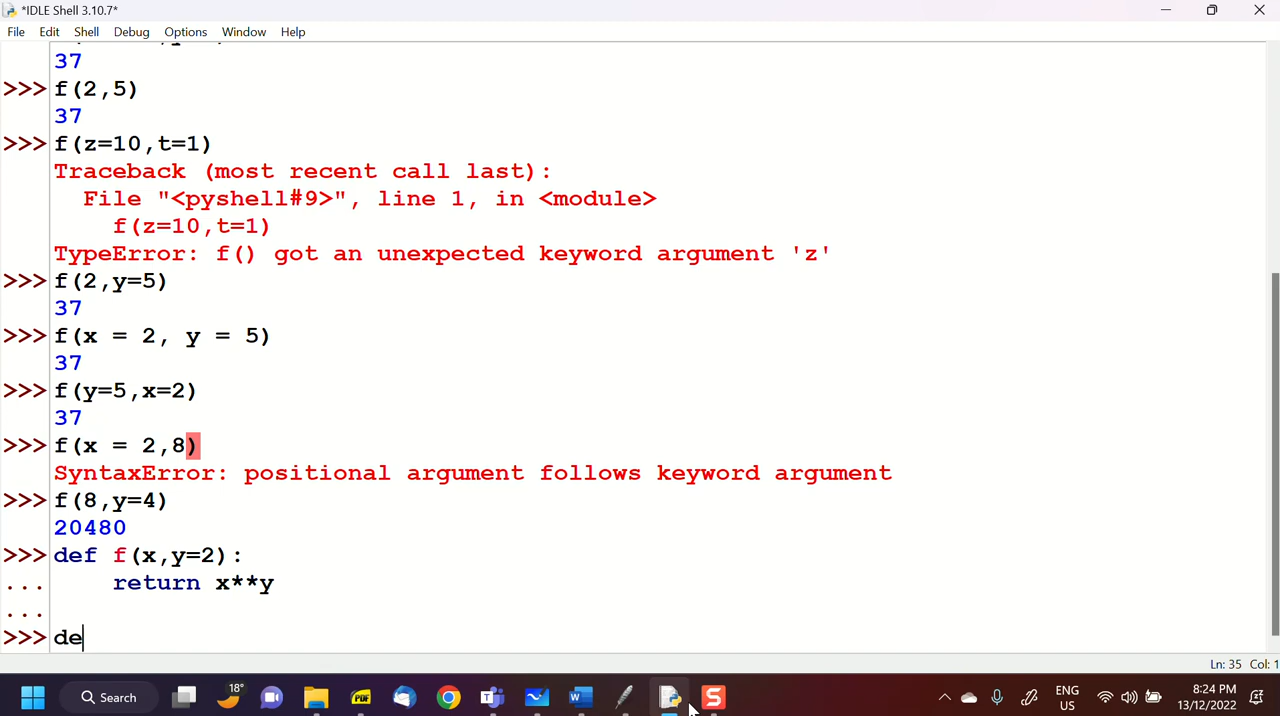 *IDLE Shell 3.10.7*
File Edit Shell Debug Options Window Help
37
>>> f(2,5)
37
>>> f(z=10,t=1)
Traceback (most recent call last):
  File "<pyshell#9>", line 1, in <module>
    f(z=10,t=1)
TypeError: f() got an unexpected keyword argument 'z'
>>> f(2,y=5)
37
>>> f(x = 2, y = 5)
37
>>> f(y=5,x=2)
37
>>> f(x = 2,8)
SyntaxError: positional argument follows keyword argument
>>> f(8,y=4)
20480
>>> def f(x,y=2):
...     return x**y
...
>>> de
Ln: 35 Col: 1
18°
Search
PDF
ENG
US
8:24 PM
13/12/2022